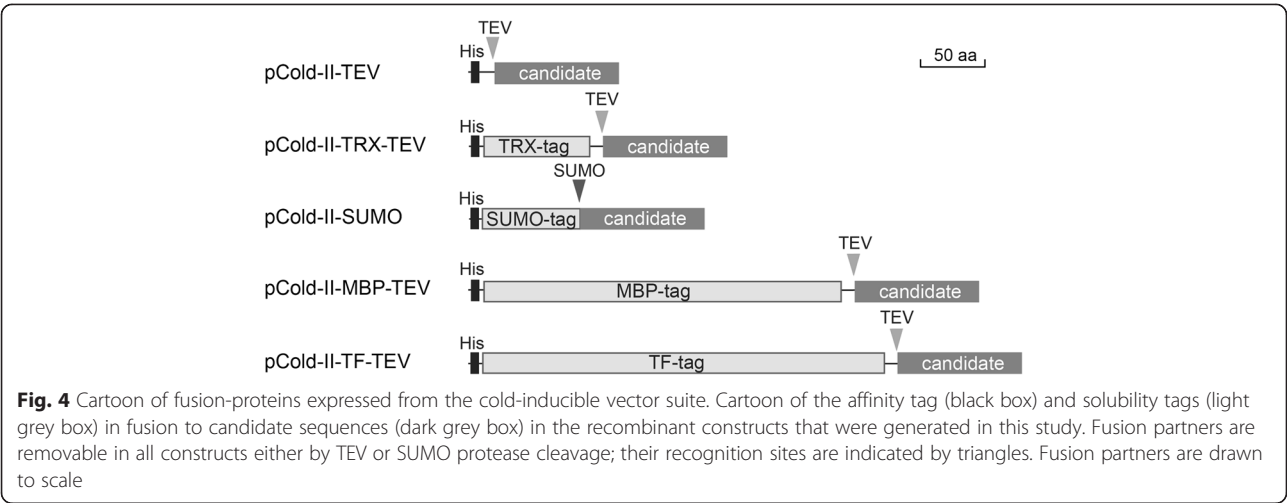 TEV
His
pCold-II-TEV
candidate
50 aa
TEV
His
pCold-II-TRX-TEV
TRX-tag
candidate
SUMO
His
pCold-II-SUMO
SUMO-tag
candidate
TEV
His
pCold-II-MBP-TEV
MBP-tag
candidate
TEV
His
pCold-II-TF-TEV
TF-tag
candidate
Fig. 4 Cartoon of fusion-proteins expressed from the cold-inducible vector suite. Cartoon of the affinity tag (black box) and solubility tags (light
grey box) in fusion to candidate sequences (dark grey box) in the recombinant constructs that were generated in this study. Fusion partners are
removable in all constructs either by TEV or SUMO protease cleavage; their recognition sites are indicated by triangles. Fusion partners are drawn
to scale